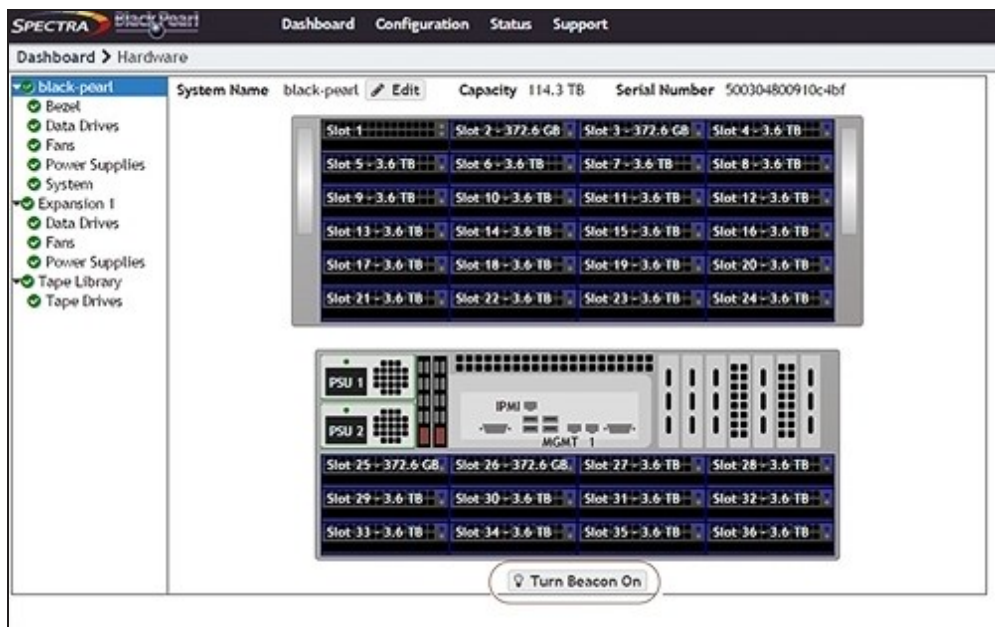 SPECTRA BlackPearl Dashboard Configuration Status Support
Dashboard > Hardware
black-pearl
Bezel
Data Drives
Fans
Power Supplies
System
Expansion 1
Data Drives
Fans
Power Supplies
Tape Library
Tape Drives
System Name black-pearl Edit Capacity 114.3 TB Serial Number 500304800910c4bf
Slot 1 Slot 2 - 372.6 GB Slot 3 - 372.6 GB Slot 4 - 3.6 TB
Slot 5 - 3.6 TB Slot 6 - 3.6 TB Slot 7 - 3.6 TB Slot 8 - 3.6 TB
Slot 9 - 3.6 TB Slot 10 - 3.6 TB Slot 11 - 3.6 TB Slot 12 - 3.6 TB
Slot 13 - 3.6 TB Slot 14 - 3.6 TB Slot 15 - 3.6 TB Slot 16 - 3.6 TB
Slot 17 - 3.6 TB Slot 18 - 3.6 TB Slot 19 - 3.6 TB Slot 20 - 3.6 TB
Slot 21 - 3.6 TB Slot 22 - 3.6 TB Slot 23 - 3.6 TB Slot 24 - 3.6 TB
PSU 1
IPMI
PSU 2
MGMT 1
Slot 25 - 372.6 GB Slot 26 - 372.6 GB Slot 27 - 3.6 TB Slot 28 - 3.6 TB
Slot 29 - 3.6 TB Slot 30 - 3.6 TB Slot 31 - 3.6 TB Slot 32 - 3.6 TB
Slot 33 - 3.6 TB Slot 34 - 3.6 TB Slot 35 - 3.6 TB Slot 36 - 3.6 TB
Turn Beacon On